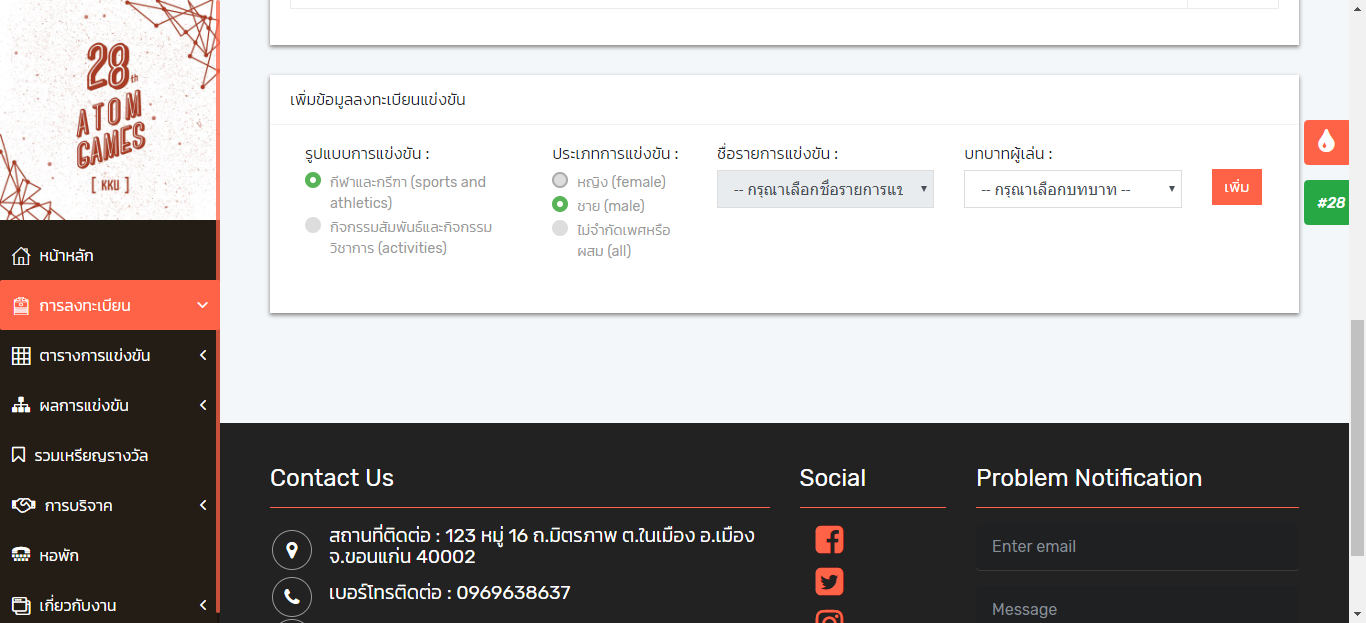 28th
ATOM
GAMES
[ KKU ]
หน้าหลัก
การลงทะเบียน
ตารางการแข่งขัน
ผลการแข่งขัน
รวมเหรียญรางวัล
การบริจาค
หอพัก
เกี่ยวกับงาน
เพิ่มข้อมูลลงทะเบียนแข่งขัน
รูปแบบการแข่งขัน :
กีฬาและกรีฑา (sports and
athletics)
กิจกรรมสัมพันธ์และกิจกรรม
วิชาการ (activities)
ประเภทการแข่งขัน :
หญิง (female)
ชาย (male)
ไม่จำกัดเพศหรือ
ผสม (all)
ชื่อรายการแข่งขัน :
-- กรุณาเลือกชื่อรายการแข
บทบาทผู้เล่น :
-- กรุณาเลือกบทบาท --
เพิ่ม
#28
Contact Us
สถานที่ติดต่อ : 123 หมู่ 16 ถ.มิตรภาพ ต.ในเมือง อ.เมือง
จ.ขอนแก่น 40002
เบอร์โทรติดต่อ : 0969638637
Social
Problem Notification
Enter email
Message